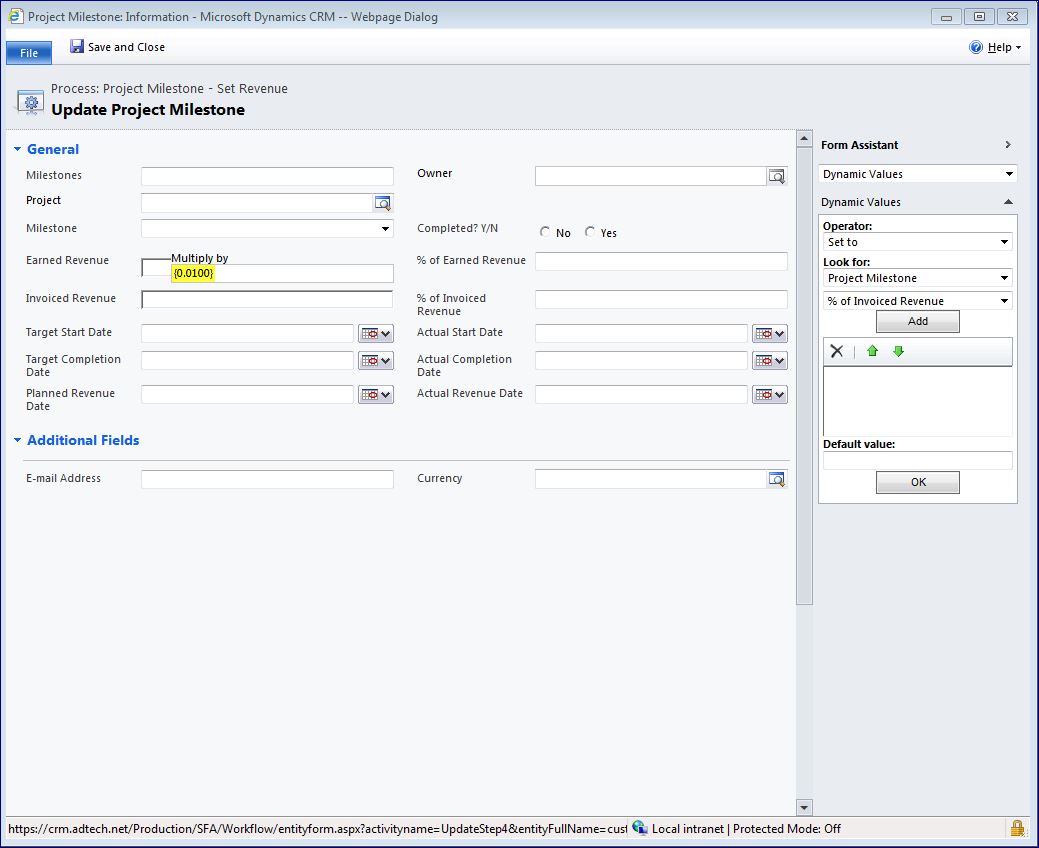 Project Milestone: Information - Microsoft Dynamics CRM -- Webpage Dialog
File
Save and Close
Help
Process: Project Milestone - Set Revenue
Update Project Milestone
General
Milestones
Owner
Project
Milestone
Completed? Y/N
No
Yes
Earned Revenue
Multiply by
{0.0100}
% of Earned Revenue
Invoiced Revenue
% of Invoiced
Revenue
Target Start Date
Actual Start Date
Target Completion
Date
Actual Completion
Date
Planned Revenue
Date
Actual Revenue Date
Additional Fields
E-mail Address
Currency
Form Assistant
Dynamic Values
Dynamic Values
Operator:
Set to
Look for:
Project Milestone
% of Invoiced Revenue
Add
Default value:
OK
https://crm.adtech.net/Production/SFA/Workflow/entityform.aspx?activityname=UpdateStep4&entityFullName=cust
Local intranet | Protected Mode: Off